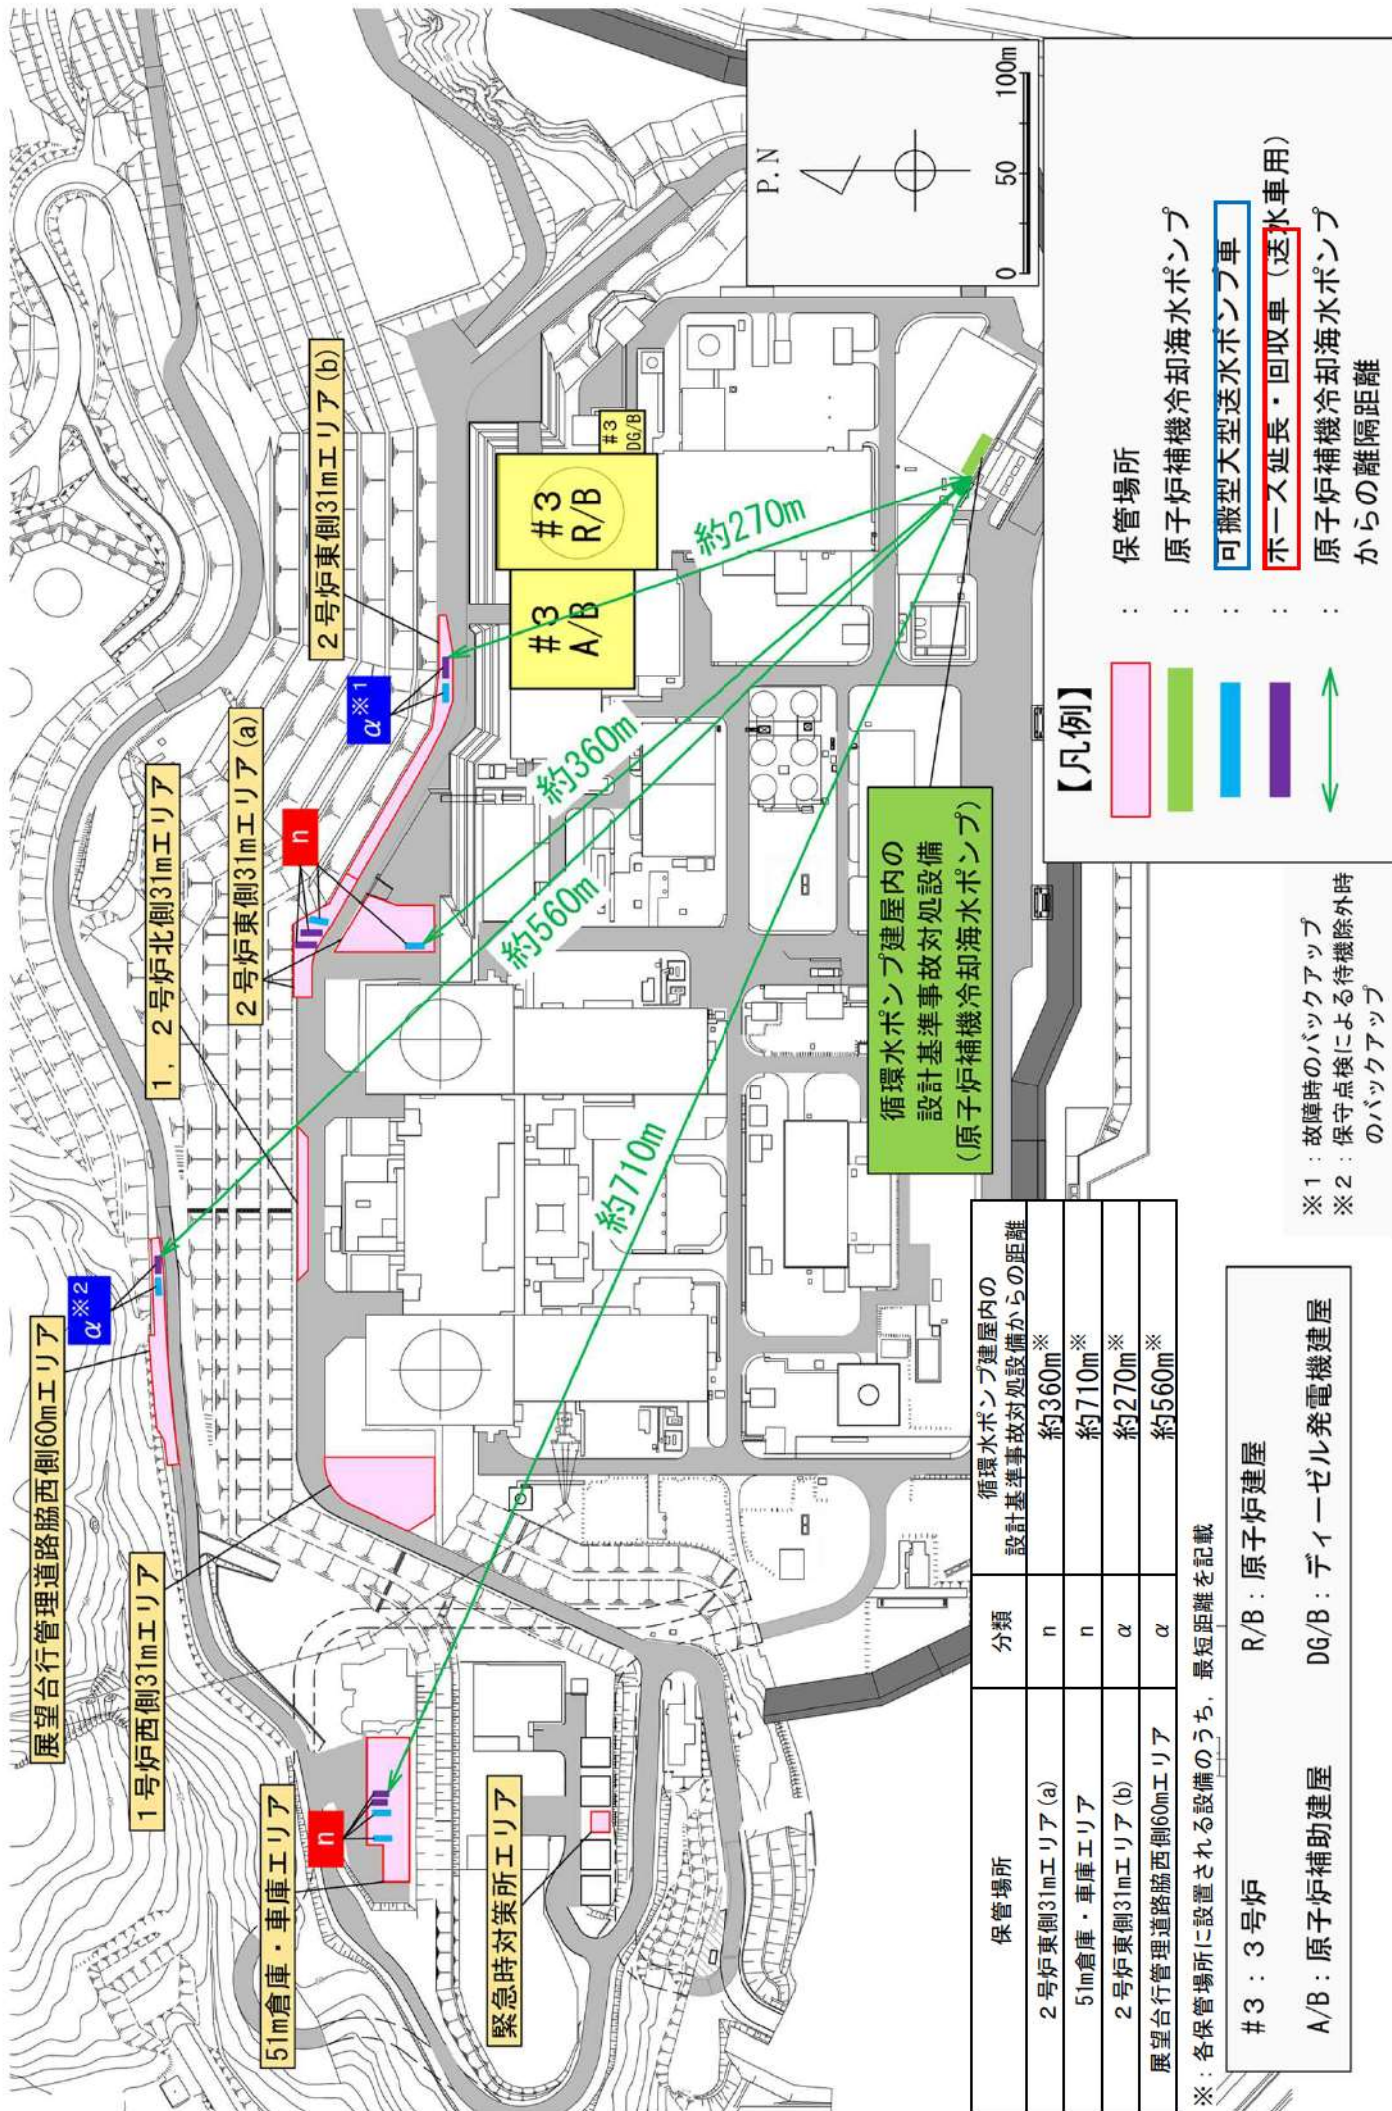 展望台行管理道路脇西側60mエリア
α※2
1号炉西側31mエリア
51m倉庫・車庫エリア
n
緊急時対策所エリア
1，2号炉北側31mエリア
2号炉東側31mエリア(a)
n
2号炉東側31mエリア(b)
α※1
#3
R/B
#3
A/B
#3
DG/B
約270m
約360m
約560m
約710m
循環水ポンプ建屋内の
設計基準事故対処設備
(原子炉補機冷却海水ポンプ)
P.N
0 50 100m
【凡例】
： 保管場所
： 原子炉補機冷却海水ポンプ
： 可搬型大型送水ポンプ車
： ホース延長・回収車（送水車用）
： 原子炉補機冷却海水ポンプ
からの離隔距離
※1：故障時のバックアップ
※2：保守点検による待機除外時
のバックアップ
保管場所 分類 循環水ポンプ建屋内の
設計基準事故対処設備からの距離
2号炉東側31mエリア(a) n 約360m※
51m倉庫・車庫エリア n 約710m※
2号炉東側31mエリア(b) α 約270m※
展望台行管理道路脇西側60mエリア α 約560m※
※：各保管場所に設置される設備のうち，最短距離を記載
#3：3号炉 R/B：原子炉建屋
A/B：原子炉補助建屋 DG/B：ディーゼル発電機建屋